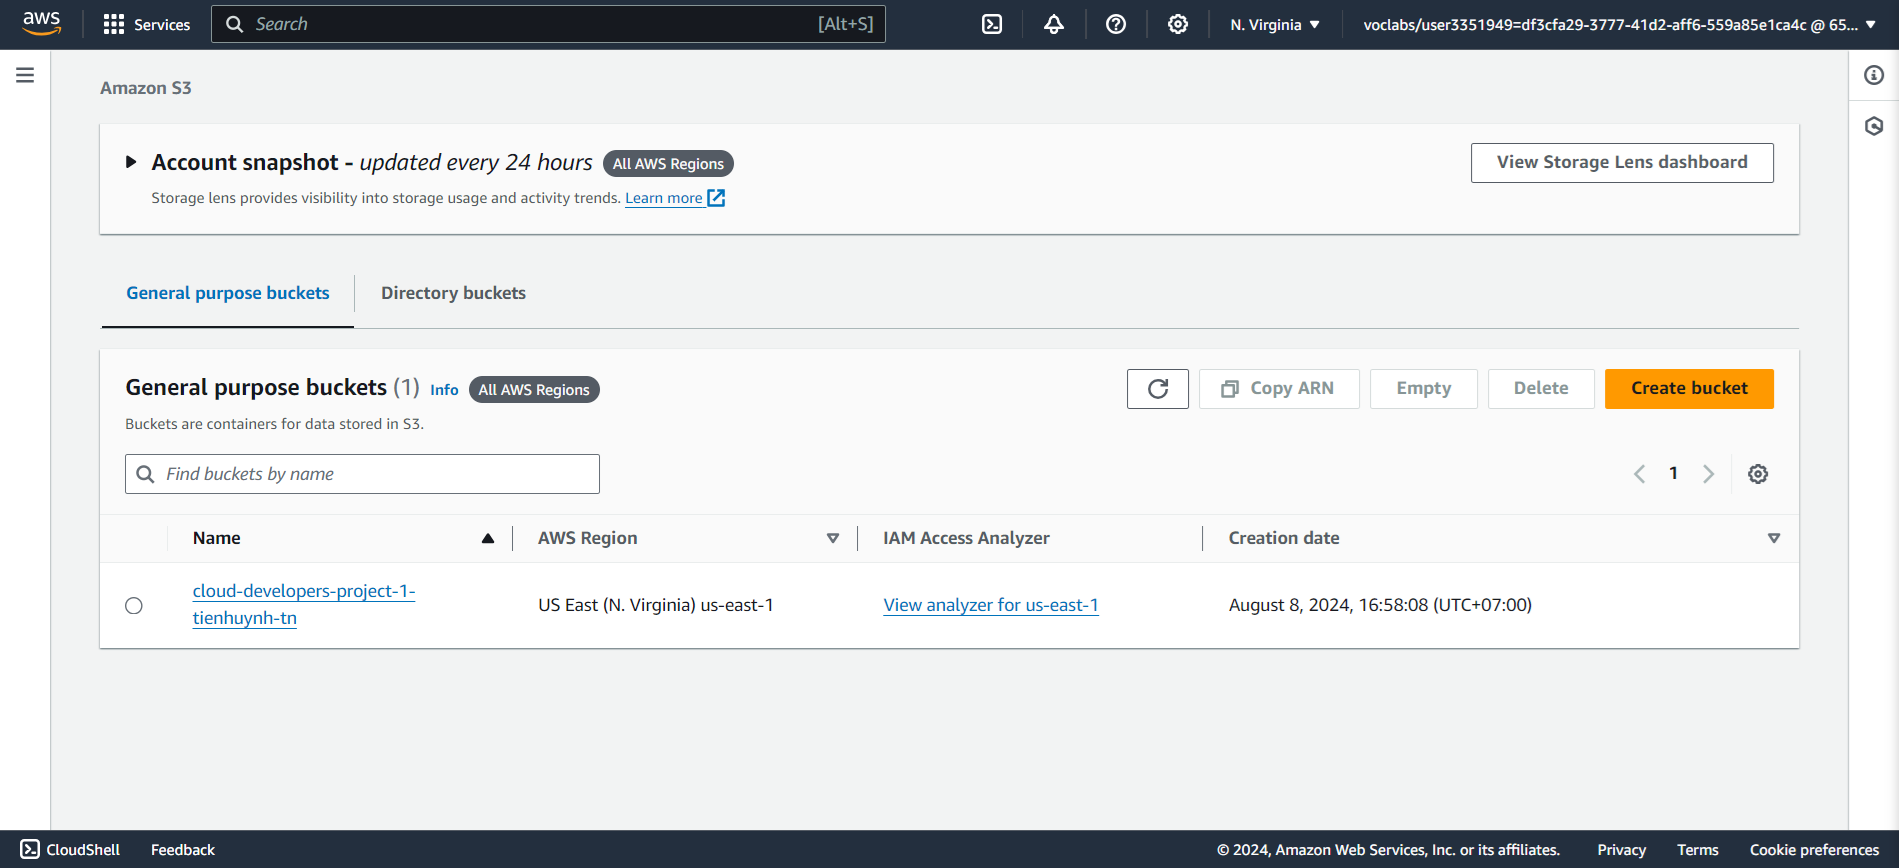 aws
Services
Search
[Alt+S]
N. Virginia
voclabs/user3351949=df3cfa29-3777-41d2-aff6-559a85e1ca4c @ 65...
Amazon S3
Account snapshot - updated every 24 hours
All AWS Regions
View Storage Lens dashboard
Storage lens provides visibility into storage usage and activity trends. Learn more
General purpose buckets
Directory buckets
General purpose buckets (1)
Info
All AWS Regions
Copy ARN
Empty
Delete
Create bucket
Buckets are containers for data stored in S3.
Find buckets by name
1
Name
AWS Region
IAM Access Analyzer
Creation date
cloud-developers-project-1-
tienhuynh-tn
US East (N. Virginia) us-east-1
View analyzer for us-east-1
August 8, 2024, 16:58:08 (UTC+07:00)
CloudShell
Feedback
© 2024, Amazon Web Services, Inc. or its affiliates.
Privacy
Terms
Cookie preferences